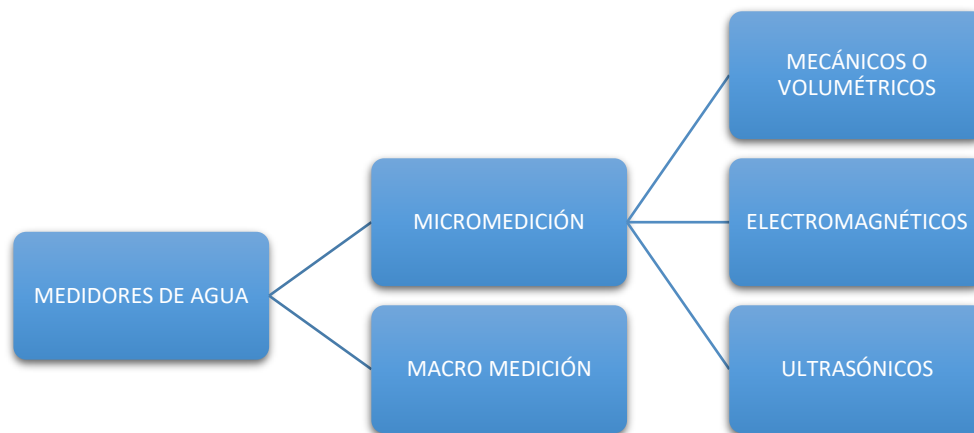 MEDIDORES DE AGUA
MICROMEDICIÓN
MACRO MEDICIÓN
MECÁNICOS O
VOLUMÉTRICOS
ELECTROMAGNÉTICOS
ULTRASÓNICOS